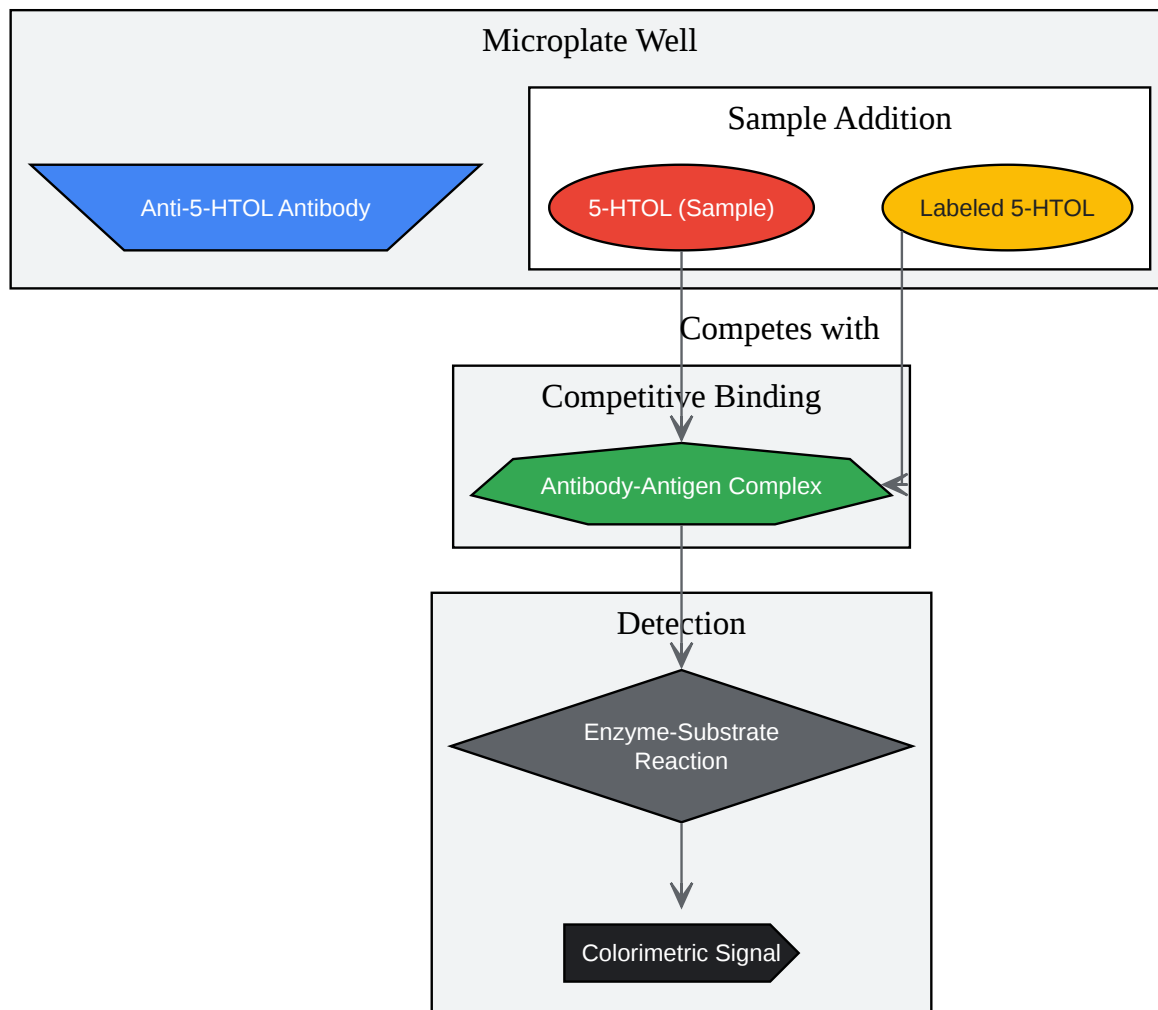 Microplate Well
Sample Addition
Anti-5-HTOL Antibody
5-HTOL (Sample)
Labeled 5-HTOL
Competes with
Competitive Binding
Antibody-Antigen Complex
Detection
Enzyme-Substrate
Reaction
Colorimetric Signal